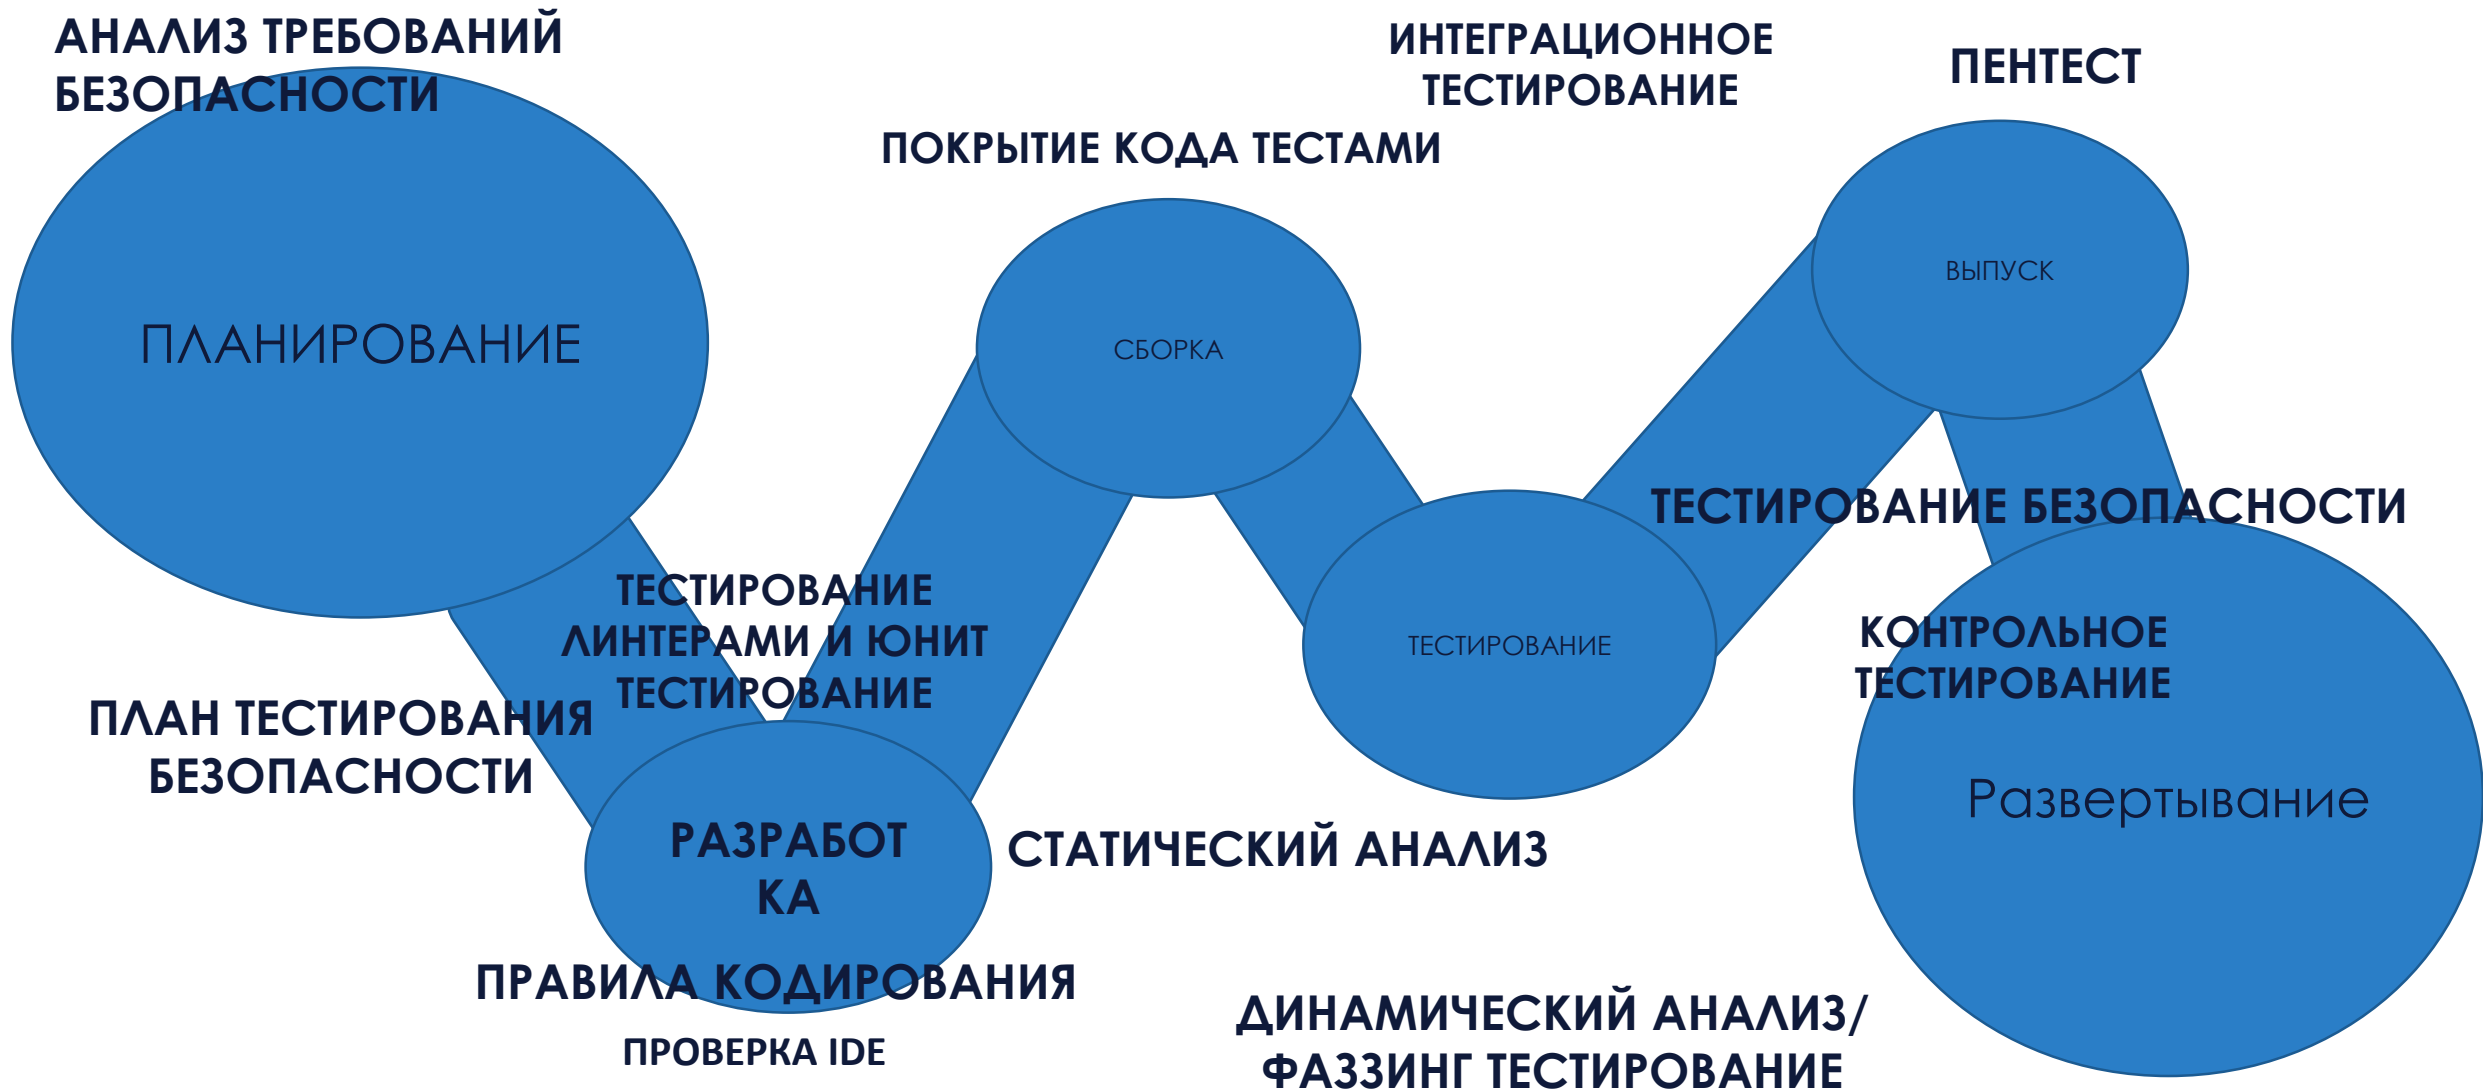 АНАЛИЗ ТРЕБОВАНИЙ
БЕЗОПАСНОСТИ
ИНТЕГРАЦИОННОЕ
ТЕСТИРОВАНИЕ
ПЕНТЕСТ
ПОКРЫТИЕ КОДА ТЕСТАМИ
ПЛАНИРОВАНИЕ
СБОРКА
ВЫПУСК
ТЕСТИРОВАНИЕ БЕЗОПАСНОСТИ
ТЕСТИРОВАНИЕ
ЛИНТЕРАМИ И ЮНИТ
ТЕСТИРОВАНИЕ
ТЕСТИРОВАНИЕ
КОНТРОЛЬНОЕ
ТЕСТИРОВАНИЕ
ПЛАН ТЕСТИРОВАНИЯ
БЕЗОПАСНОСТИ
Развертывание
РАЗРАБОТ
КА
СТАТИЧЕСКИЙ АНАЛИЗ
ПРАВИЛА КОДИРОВАНИЯ
ПРОВЕРКА IDE
ДИНАМИЧЕСКИЙ АНАЛИЗ/
ФАЗЗИНГ ТЕСТИРОВАНИЕ